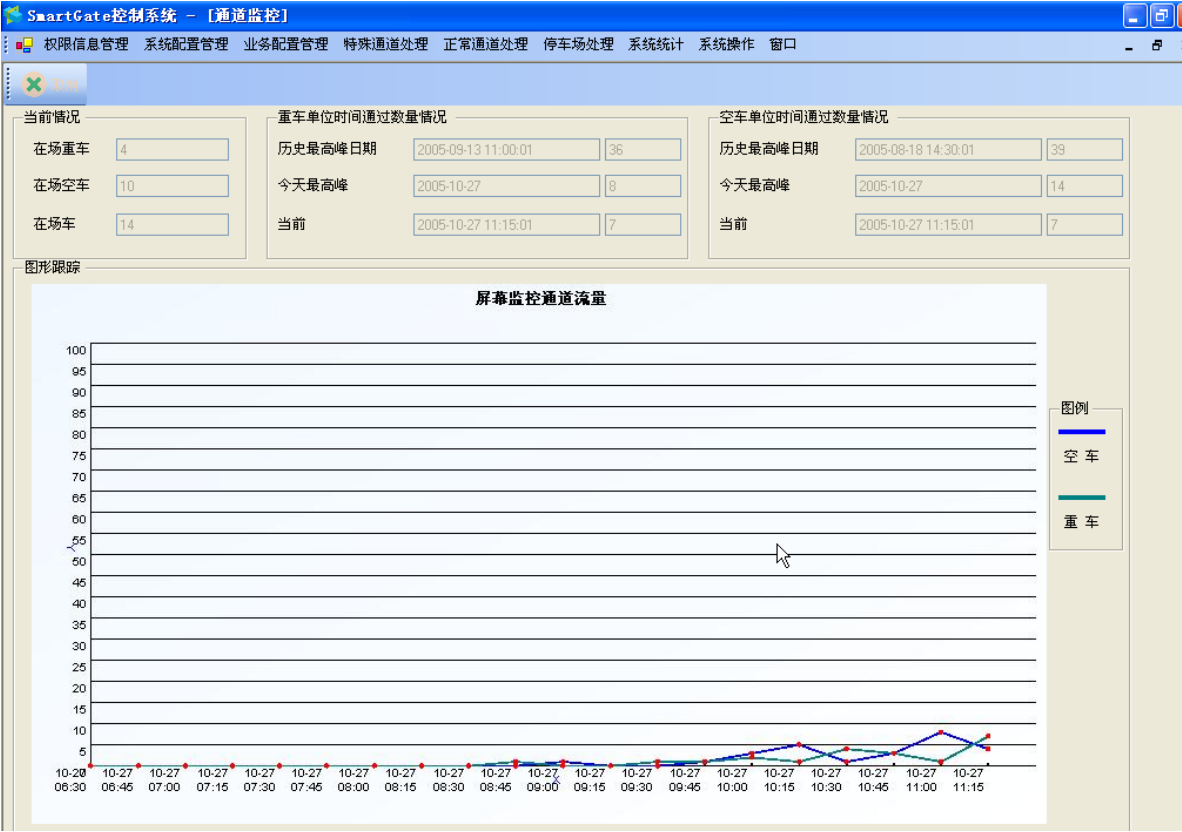 SmartGate控制系统 - [通道监控]
权限信息管理 系统配置管理 业务配置管理 特殊通道处理 正常通道处理 停车场处理 系统统计 系统操作 窗口
当前情况 重车单位时间通过数量情况 空车单位时间通过数量情况
在场重车 4 历史最高峰日期 2005-09-13 11:00:01 36 历史最高峰日期 2005-08-18 14:30:01 39
在场空车 10 今天最高峰 2005-10-27 8 今天最高峰 2005-10-27 14
在场车 14 当前 2005-10-27 11:15:01 7 当前 2005-10-27 11:15:01 7
图形跟踪
屏幕监控通道流量
100
95
90
85
80
75
70
65
60
55
50
45
40
35
30
25
20
15
10
5
图例
空 车
重 车
10-27 10-27 10-27 10-27 10-27 10-27 10-27 10-27 10-27 10-27 10-27 10-27 10-27 10-27 10-27 10-27 10-27 10-27 10-27
06:30 06:45 07:00 07:15 07:30 07:45 08:00 08:15 08:30 08:45 09:00 09:15 09:30 09:45 10:00 10:15 10:30 10:45 11:00 11:15